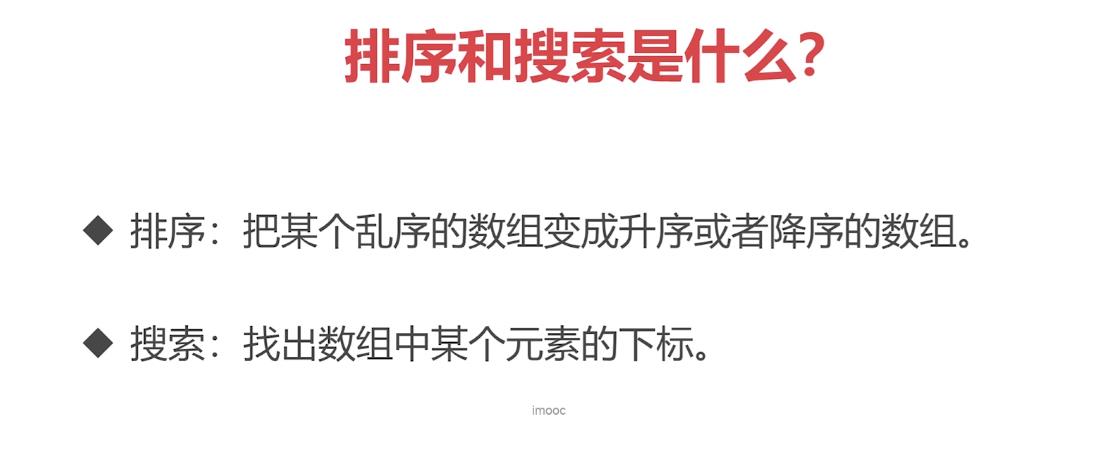 排序和搜索是什么？
◆ 排序：把某个乱序的数组变成升序或者降序的数组。
◆ 搜索：找出数组中某个元素的下标。
imooc